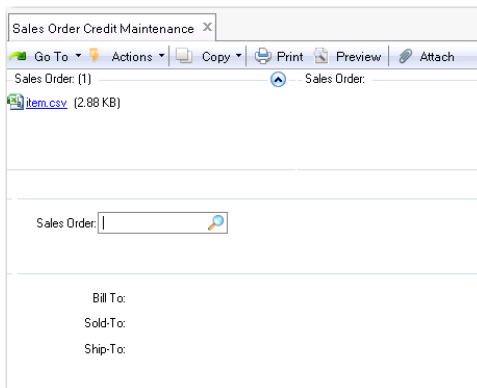 Sales Order Credit Maintenance X
Go To Actions Copy Print Preview Attach
Sales Order: (1) Sales Order:
item.csv (2.88 KB)
Sales Order:
Bill To:
Sold-To:
Ship-To: